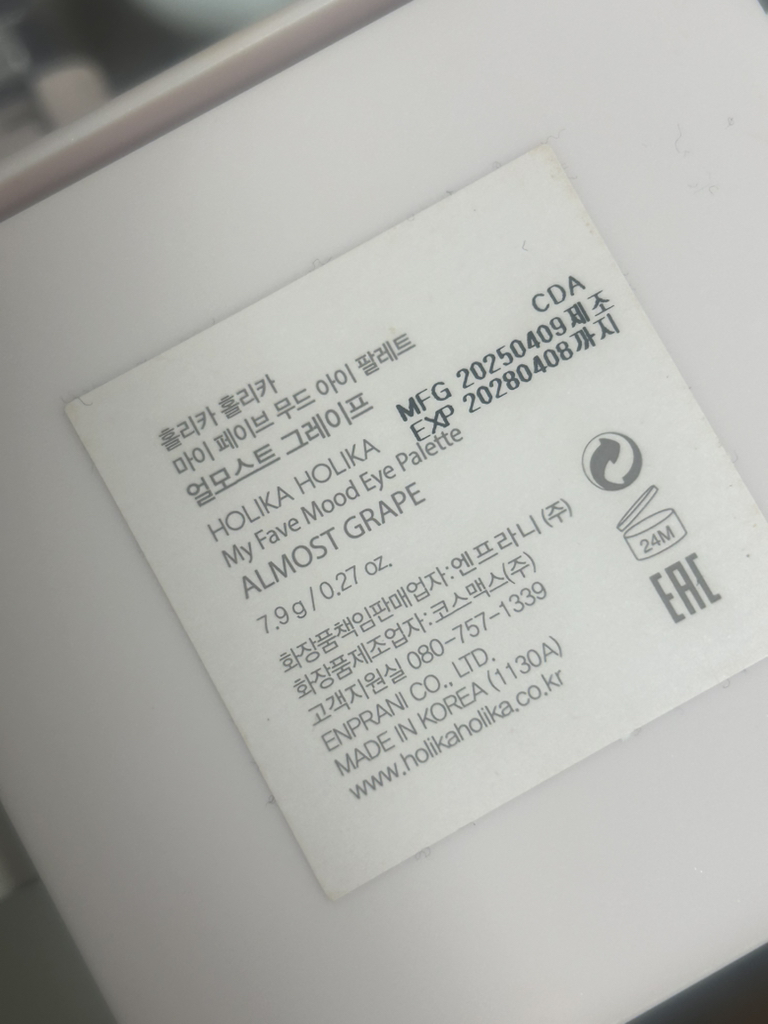 홀리카 홀리카
마이 페이브 무드 아이 팔레트
얼모스트 그레이프
CDA
MFG 20250409제조
EXP 20280408까지
HOLIKA HOLIKA
My Fave Mood Eye Palette
ALMOST GRAPE
7.9 g / 0.27 oz.
화장품책임판매업자:엔프라니(주)
화장품제조업자:코스맥스(주)
고객지원실 080-757-1339
ENPRANI CO., LTD.
MADE IN KOREA (1130A)
www.holikaholika.co.kr
24M
EAC